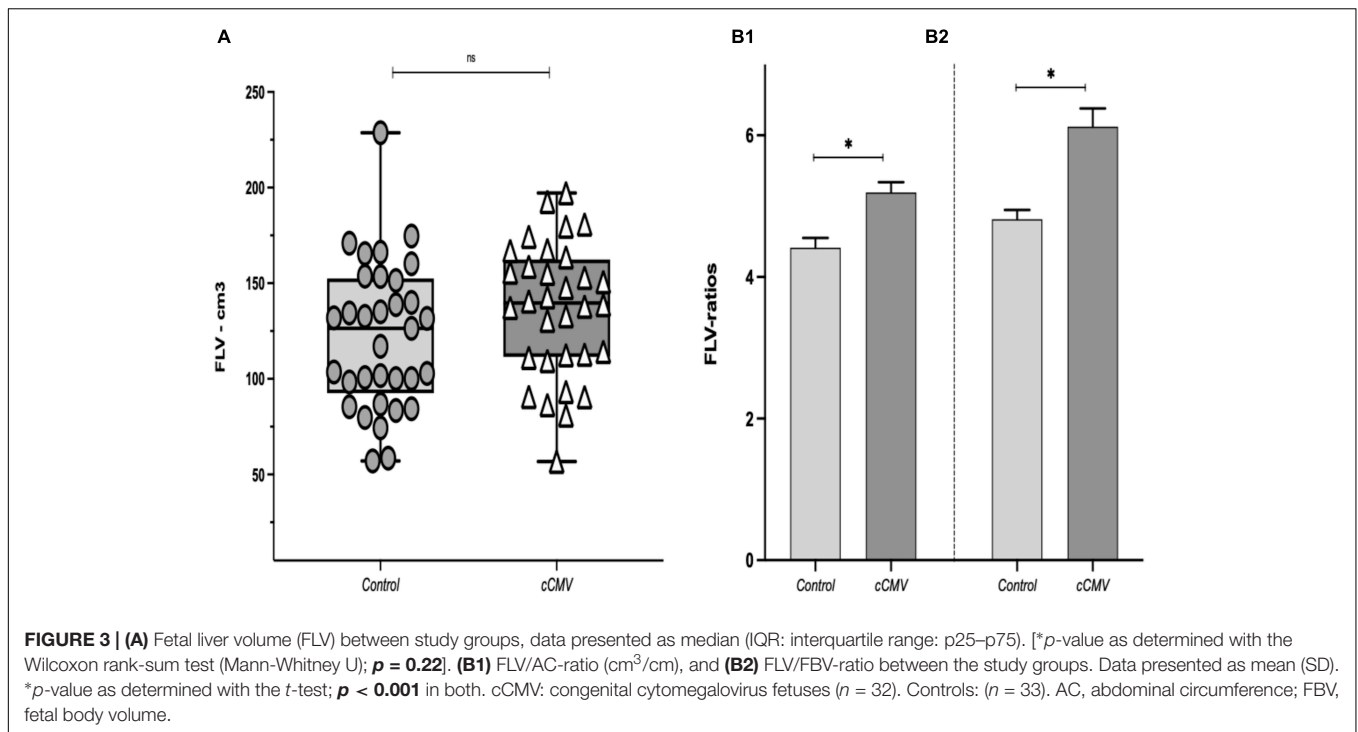 A
B1
B2
ns
*
*
250
200
150
100
50
FLV - cm3
Control
cCMV
6
4
2
0
FLV-ratios
Control
cCMV
Control
cCMV
FIGURE 3 | (A) Fetal liver volume (FLV) between study groups, data presented as median (IQR: interquartile range: p25–p75). [*p-value as determined with the
Wilcoxon rank-sum test (Mann-Whitney U); p = 0.22]. (B1) FLV/AC-ratio (cm³/cm), and (B2) FLV/FBV-ratio between the study groups. Data presented as mean (SD).
*p-value as determined with the t-test; p < 0.001 in both. cCMV: congenital cytomegalovirus fetuses (n = 32). Controls: (n = 33). AC, abdominal circumference; FBV,
fetal body volume.